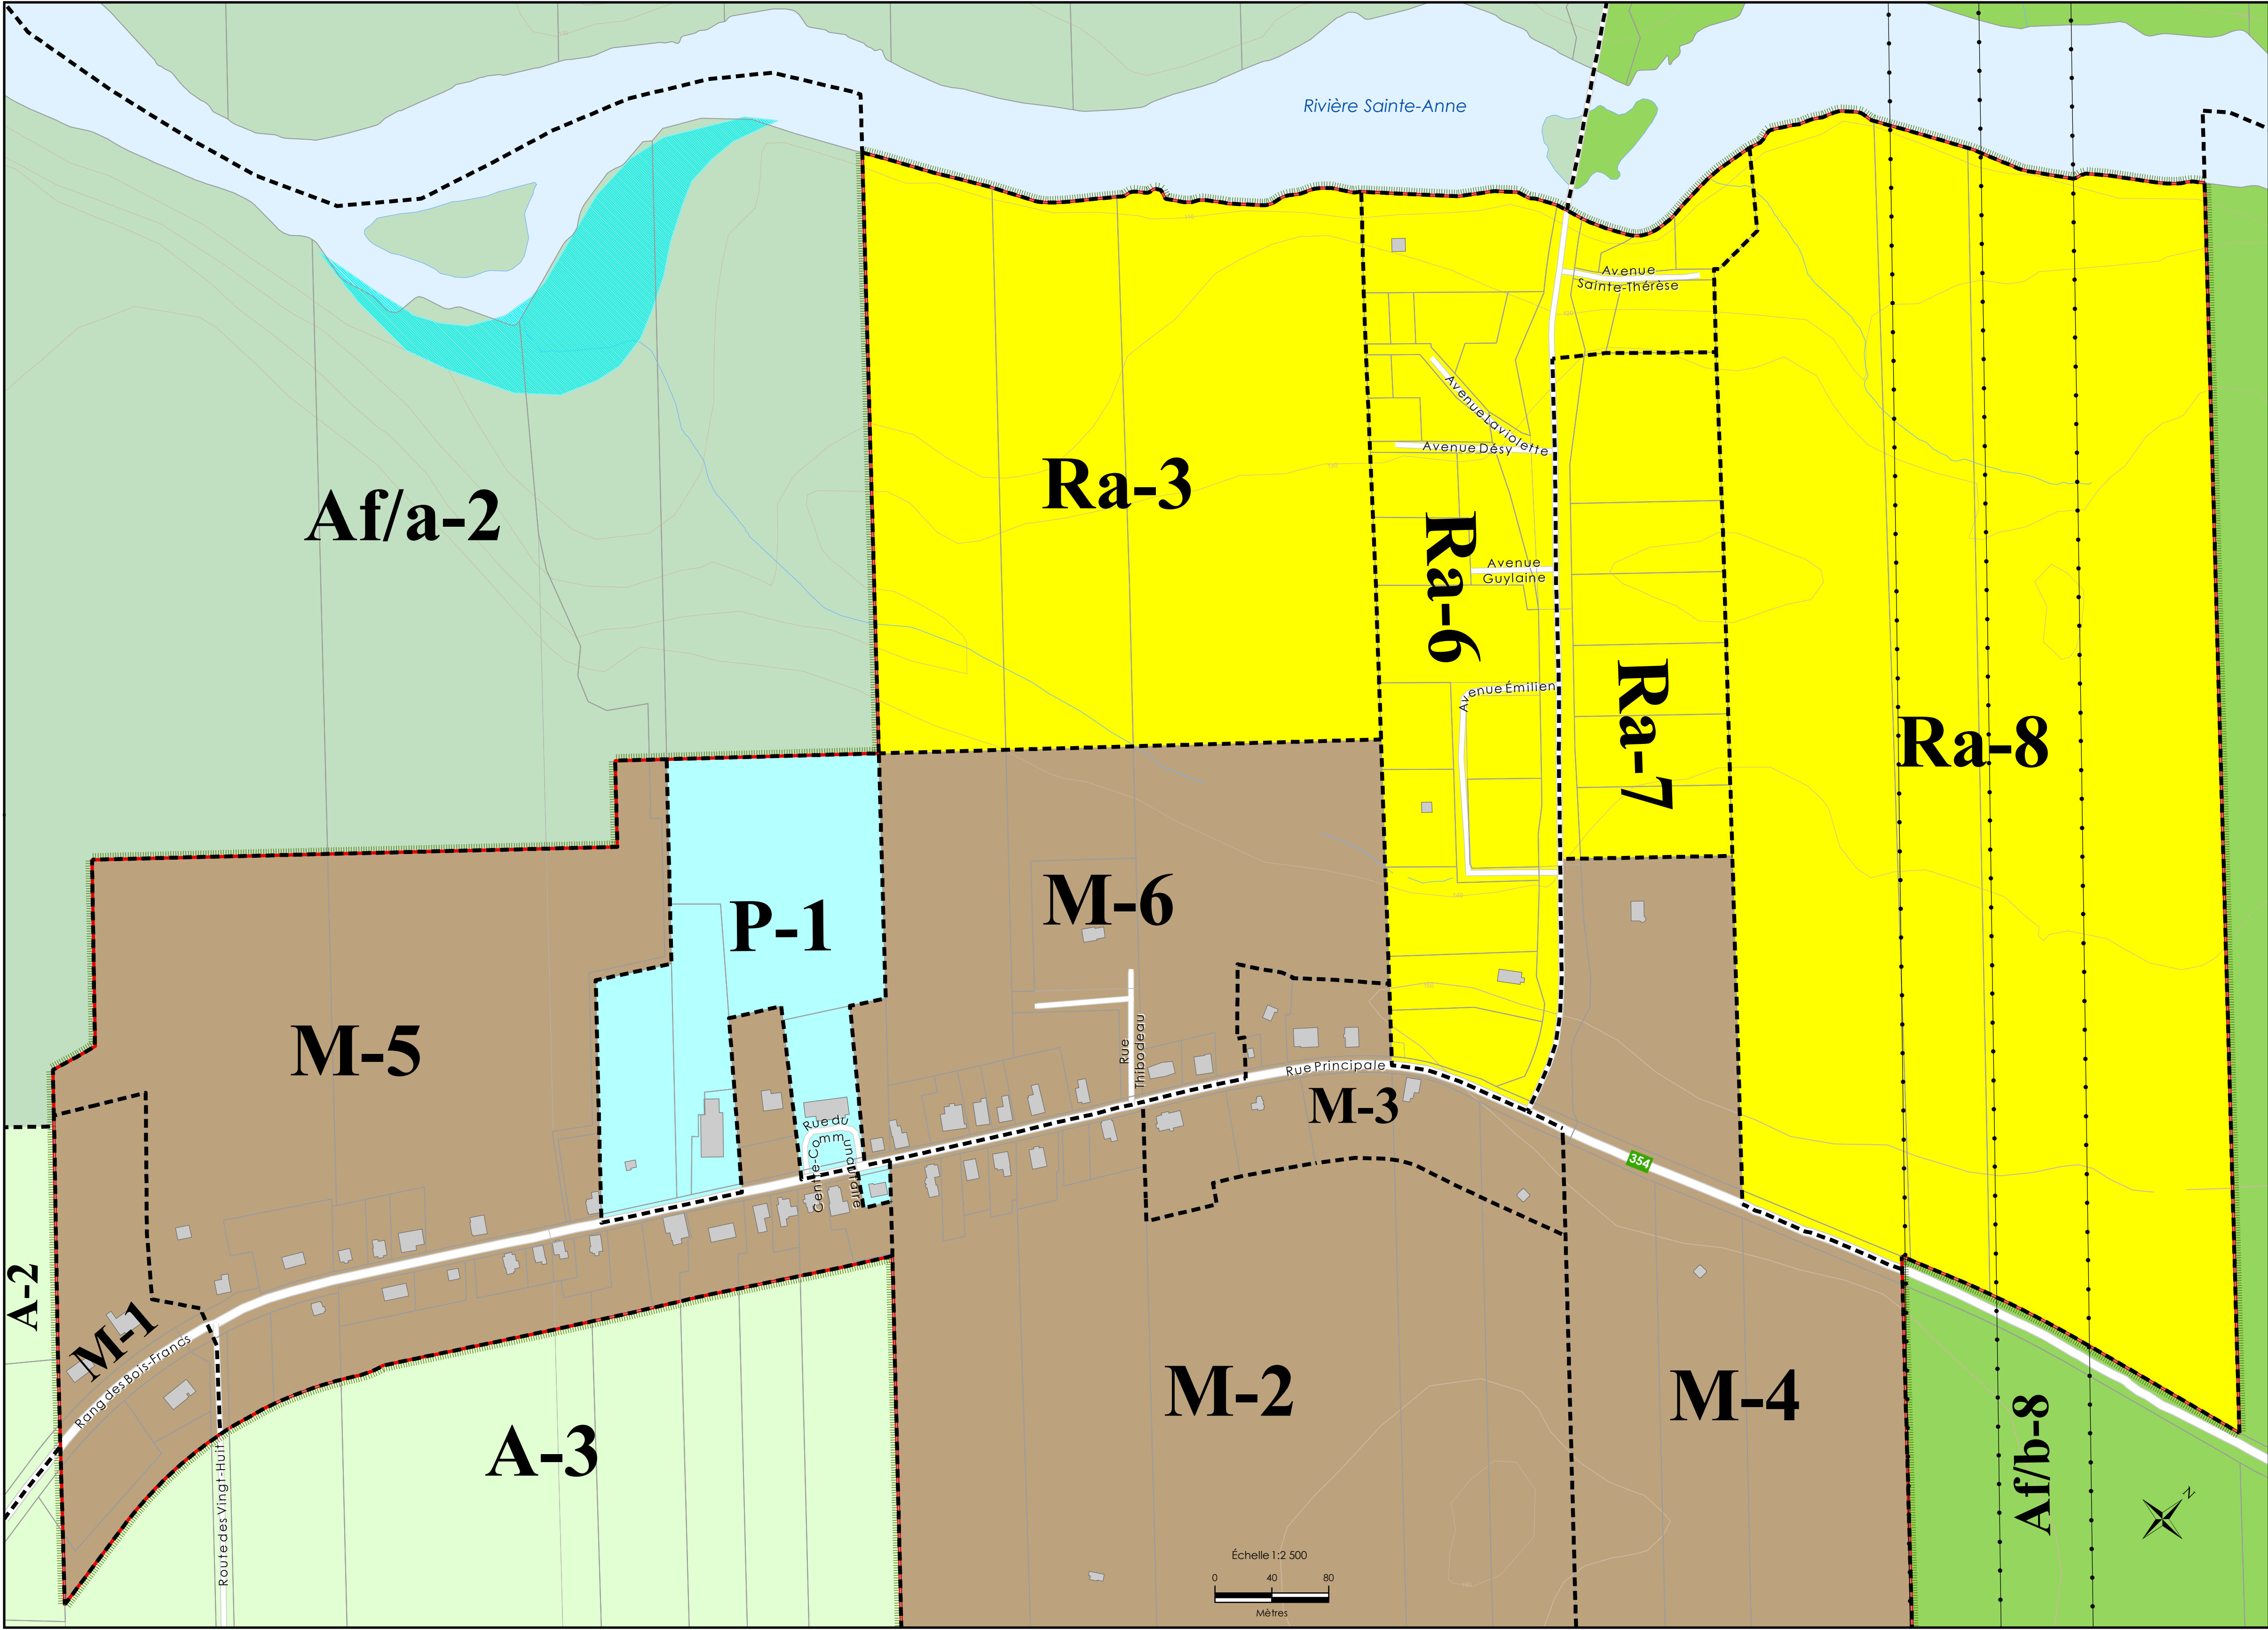 Rivière Sainte-Anne
Avenue
Sainte-Thérèse
Avenue Laviolette
Avenue Désy
Ra-3
Af/a-2
Ra-6
Avenue
Guylaine
Avenue Émilien
Ra-7
Ra-8
M-6
P-1
M-5
Rue
Thibodeau
Rue Principale
M-3
Rue du
Centre-Communautaire
354
A-2
M-1
Rang des Bois-Francs
M-2
M-4
A-3
Af/b-8
Route des Vingt-Huit
N
Échelle 1:2 500
0 40 80
Mètres